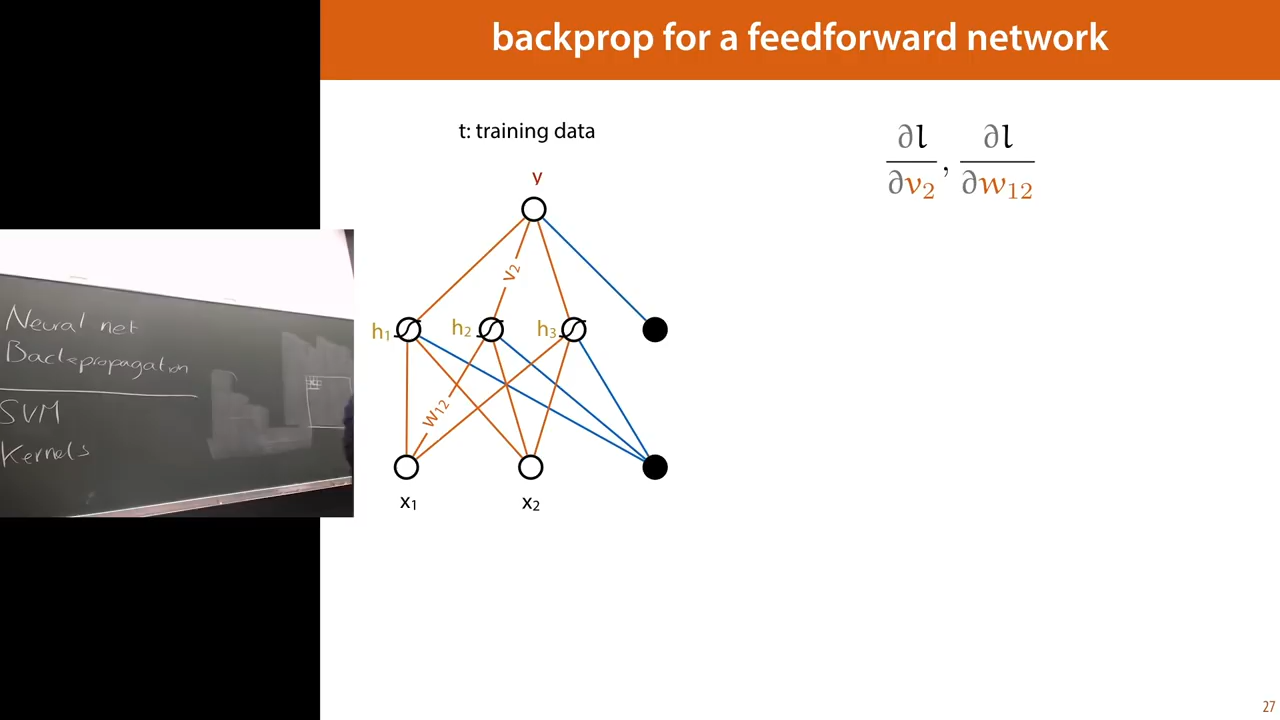 backprop for a feedforward network
t: training data
y
v2
h1
h2
h3
w12
x1
x2
∂l/∂v2, ∂l/∂w12
Neural net
Backpropagation
SVM
Kernels
27